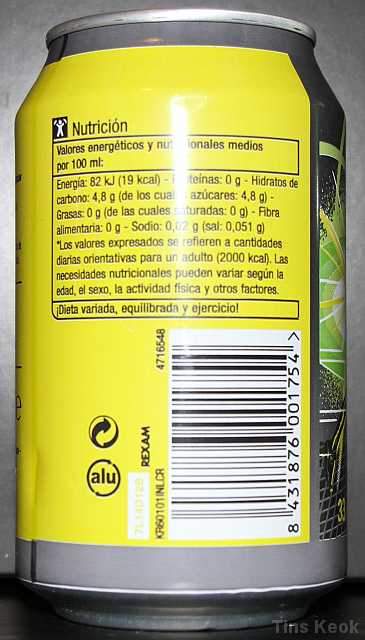 Nutrición
Valores energéticos y nutricionales medios
por 100 ml:
Energía: 82 kJ (19 kcal) - Proteínas: 0 g - Hidratos de
carbono: 4,8 g (de los cuales azúcares: 4,8 g) -
Grasas: 0 g (de las cuales saturadas: 0 g) - Fibra
alimentaria: 0 g - Sodio: 0,02 g (sal: 0,051 g)
*Los valores expresados se refieren a cantidades
diarias orientativas para un adulto (2000 kcal). Las
necesidades nutricionales pueden variar según la
edad, el sexo, la actividad física y otros factores.
¡Dieta variada, equilibrada y ejercicio!
4716548
8 431876 001754 >
alu
REXAM
KR60101INLCR
33
Tins Keok